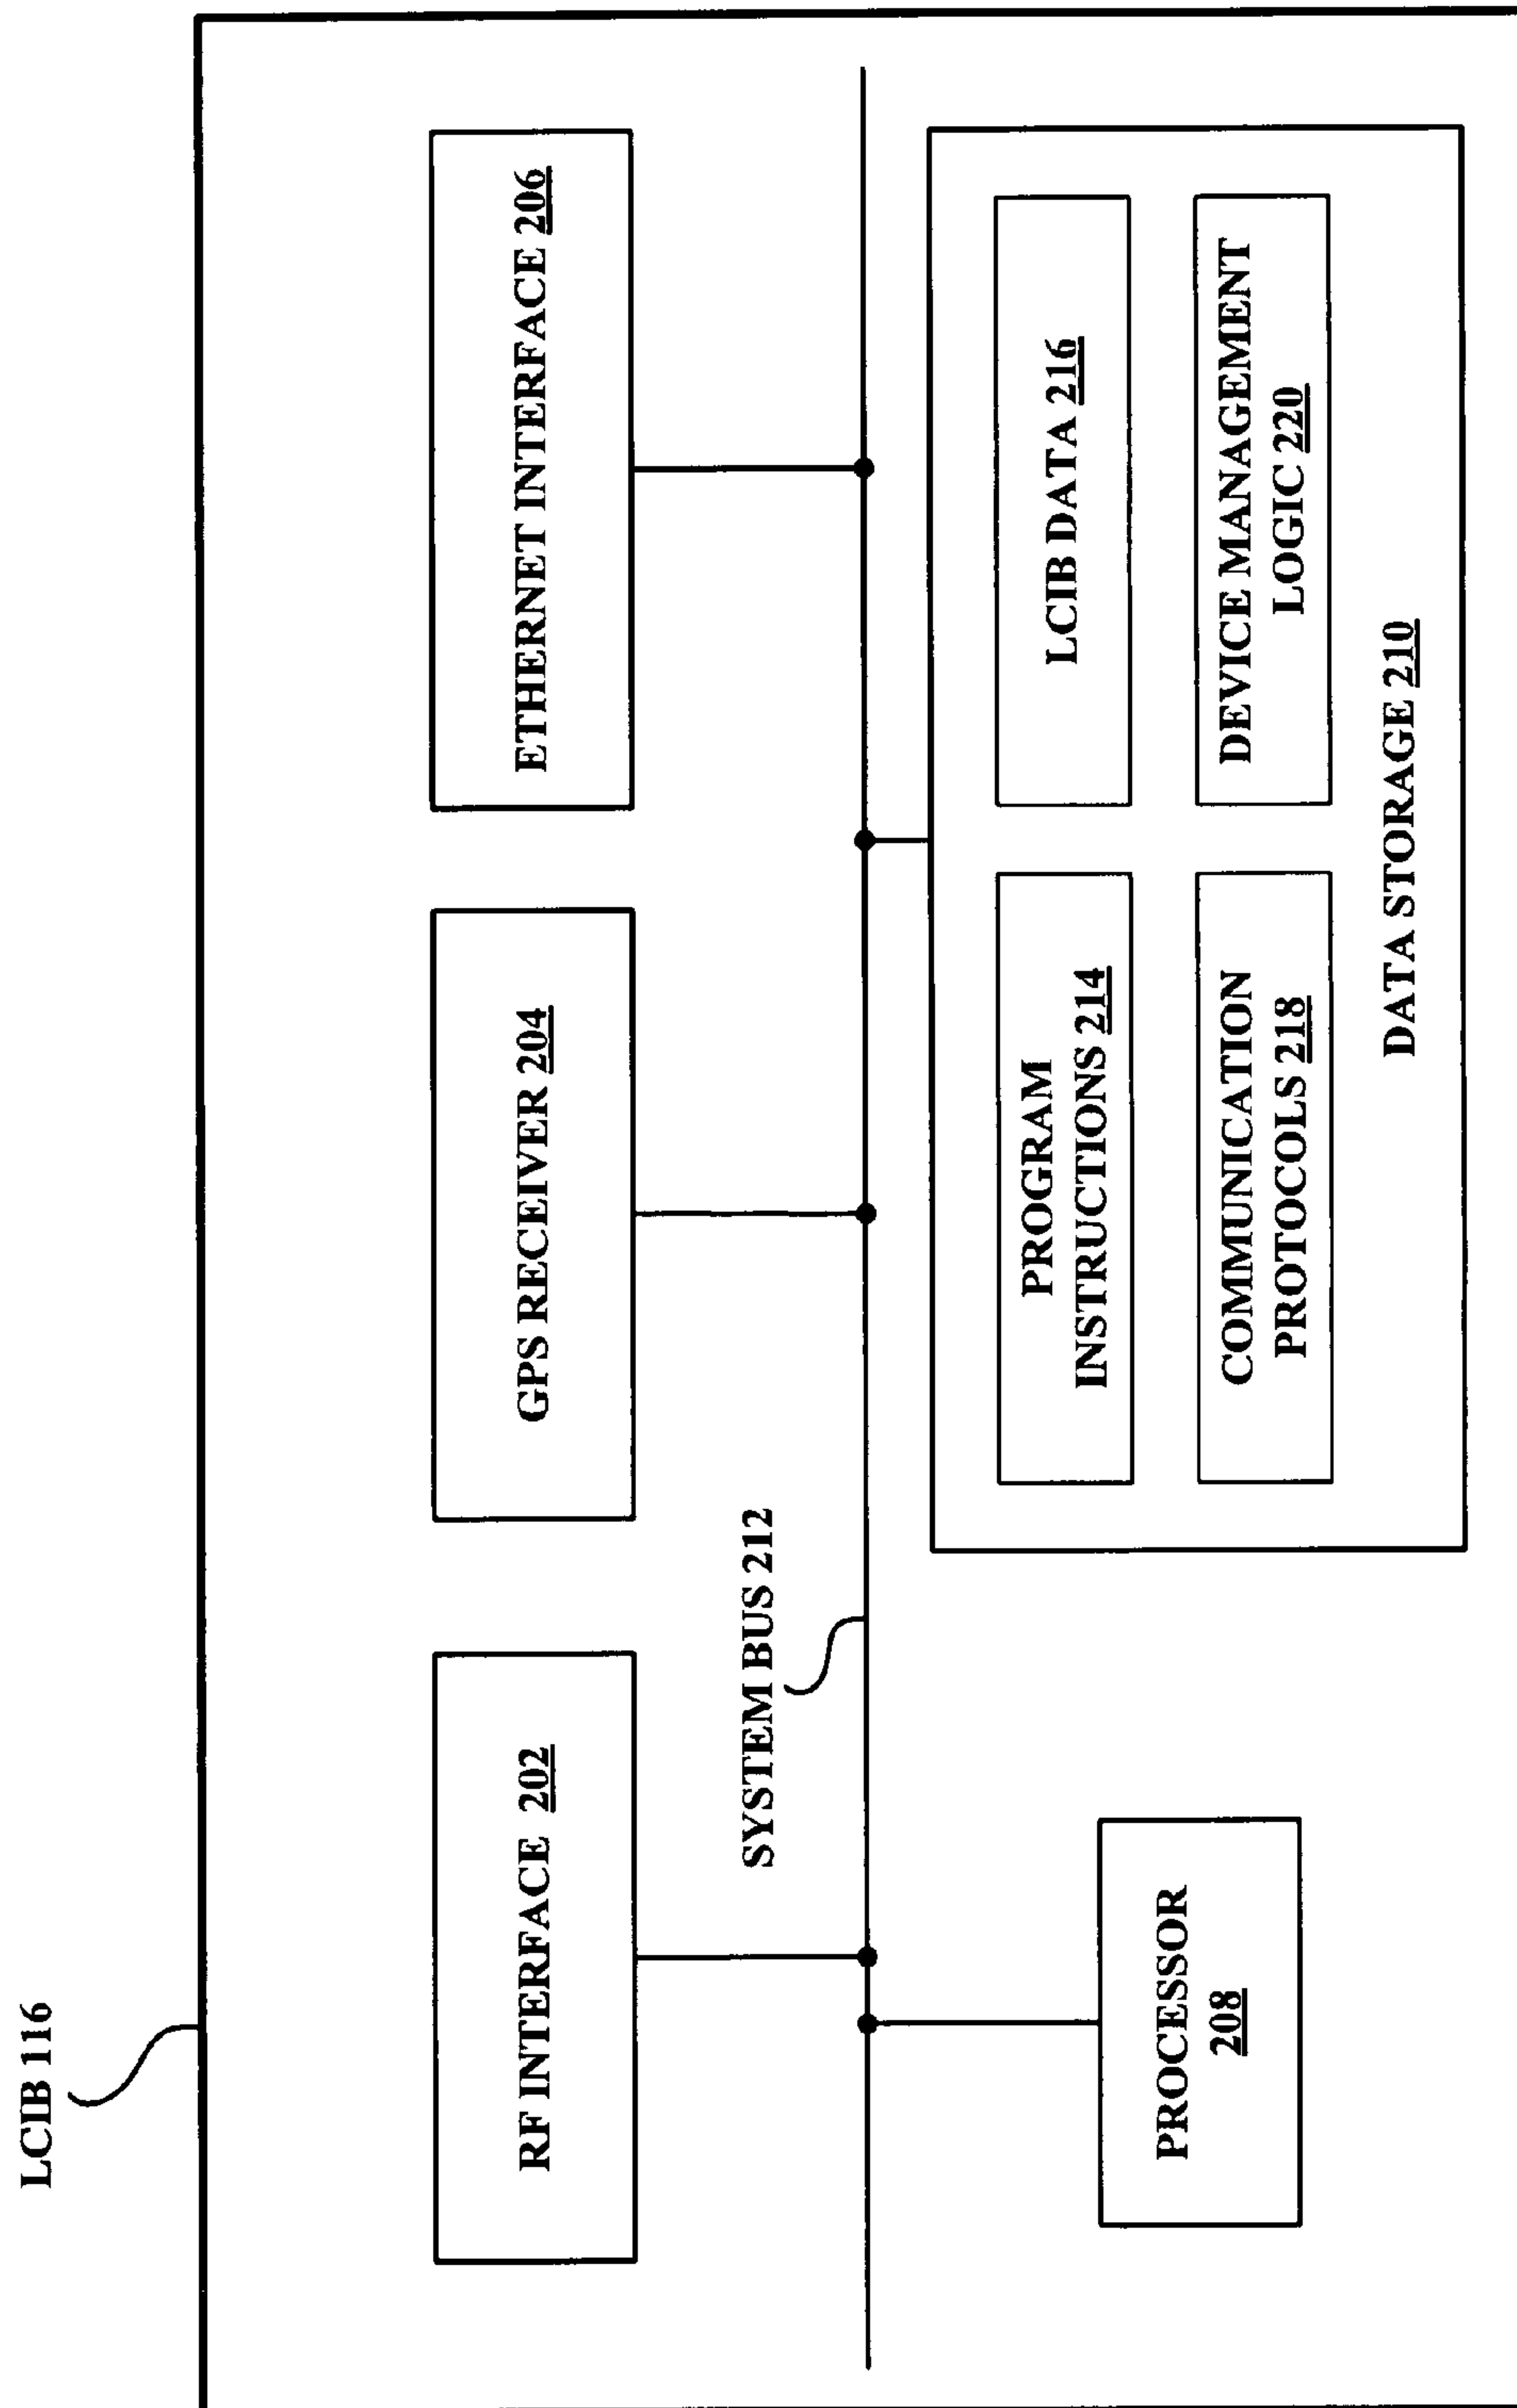 LCIB 116
RF INTERFACE 202
GPS RECEIVER 204
ETHERNET INTERFACE 206
SYSTEM BUS 212
PROCESSOR
208
PROGRAM
INSTRUCTIONS 214
LCIB DATA 216
COMMUNICATION
PROTOCOLS 218
DEVICE MANAGEMENT
LOGIC 220
DATA STORAGE 210